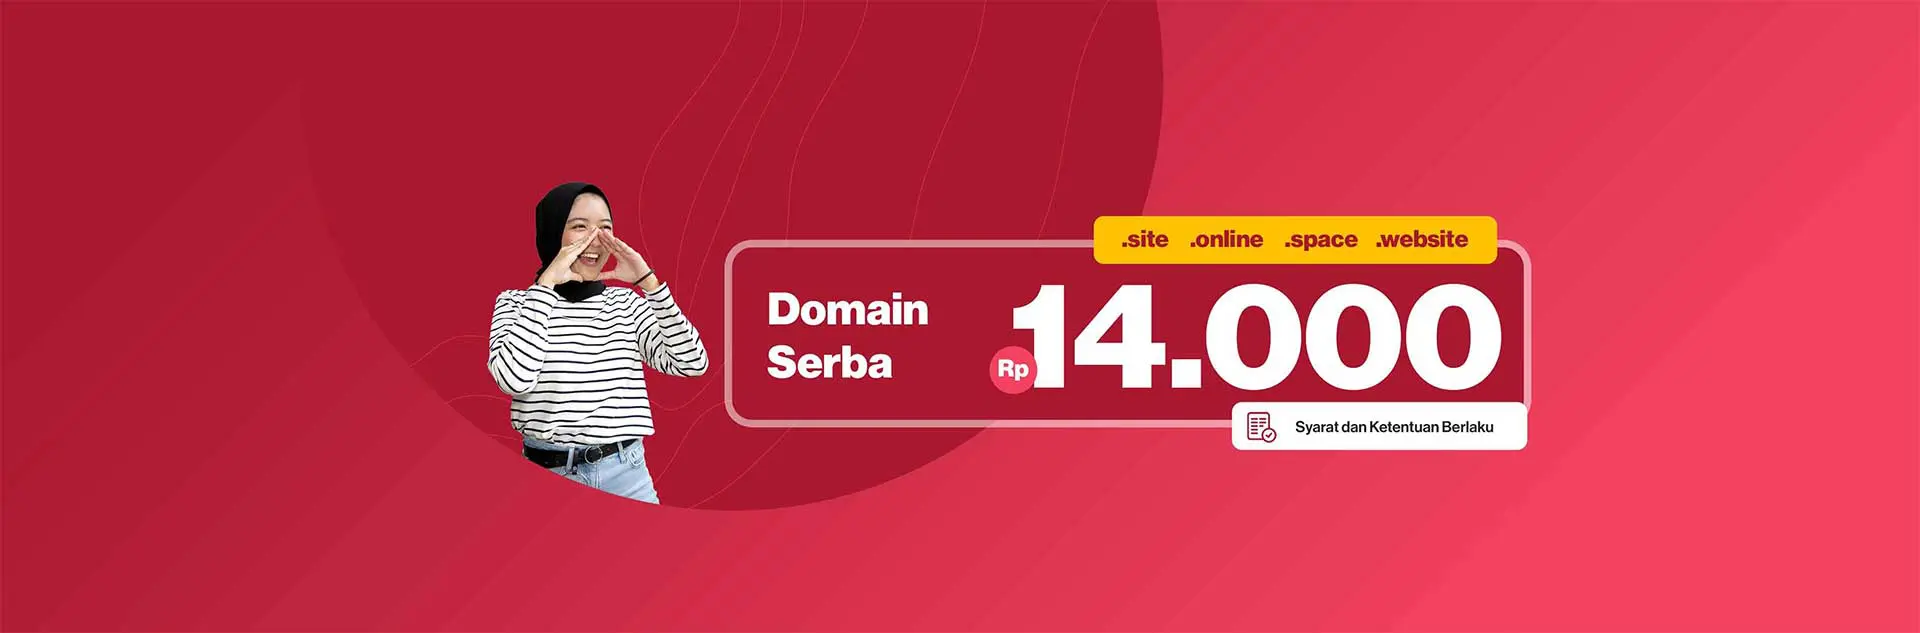 .site .online .space .website
Domain
Serba
Rp 14.000
Syarat dan Ketentuan Berlaku